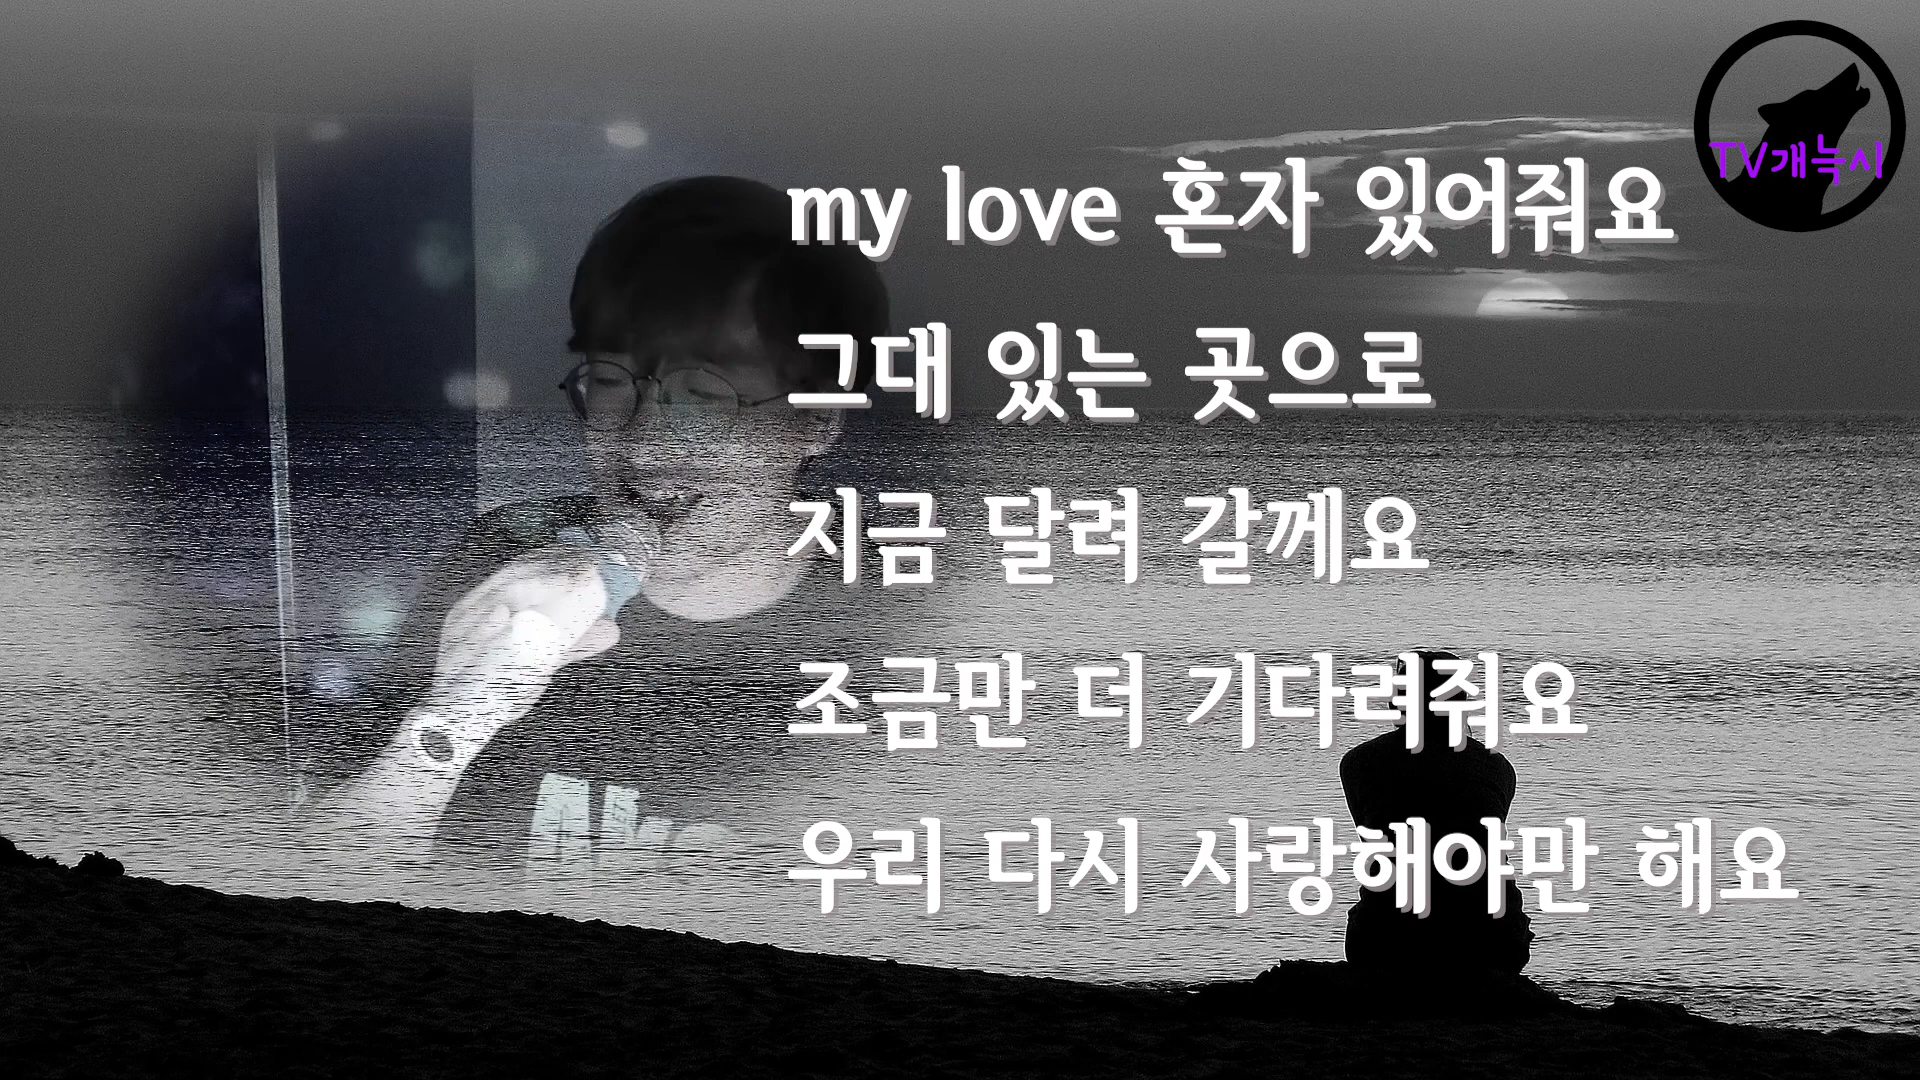 TV개늑시
my love 혼자 있어줘요
그대 있는 곳으로
지금 달려 갈께요
조금만 더 기다려줘요
우리 다시 사랑해야만 해요